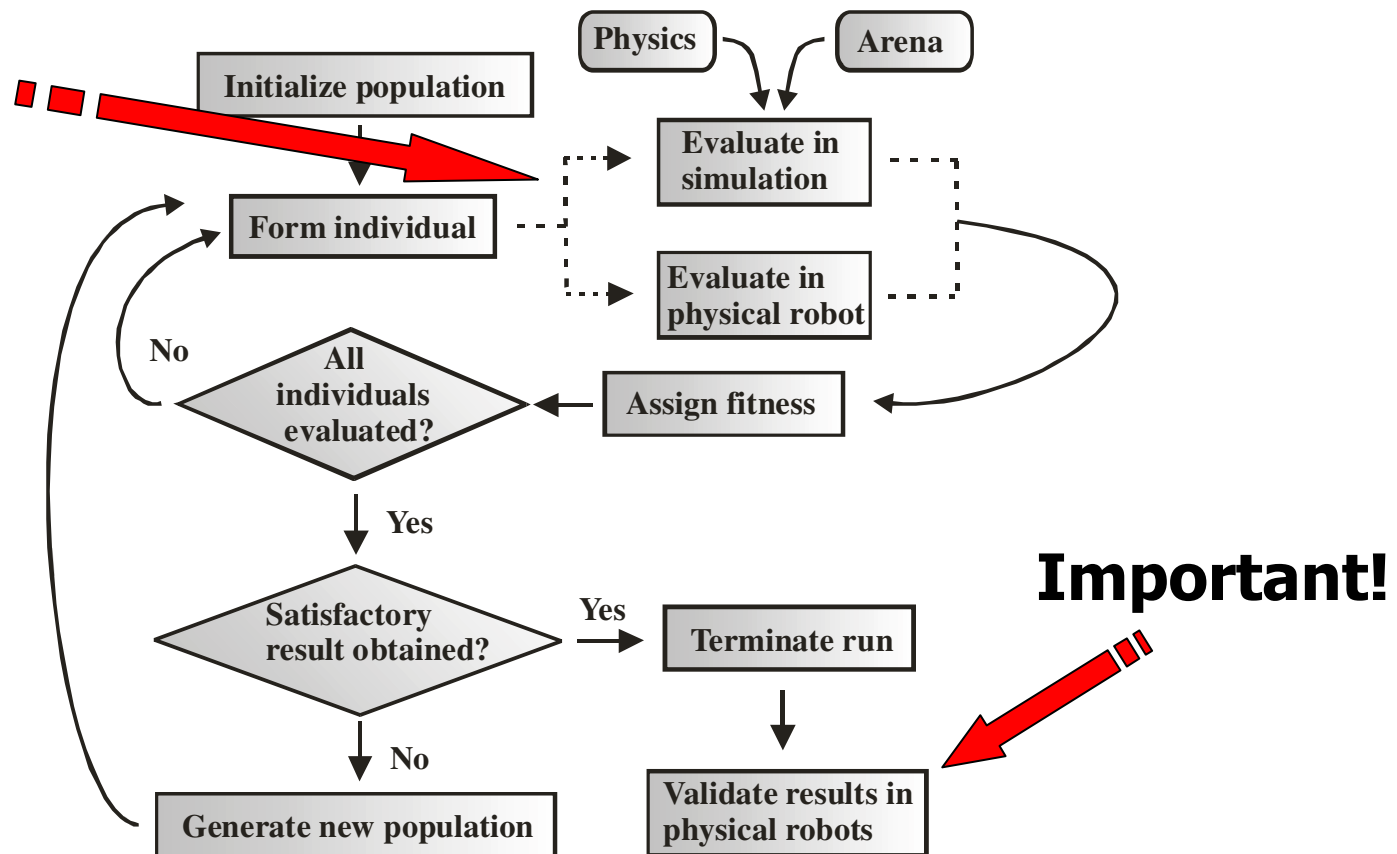 Physics
Arena
Initialize population
Evaluate in
simulation
Form individual
Evaluate in
physical robot
No
All
individuals
evaluated?
Assign fitness
Yes
Important!
Satisfactory
result obtained?
Yes
Terminate run
No
Validate results in
physical robots
Generate new population